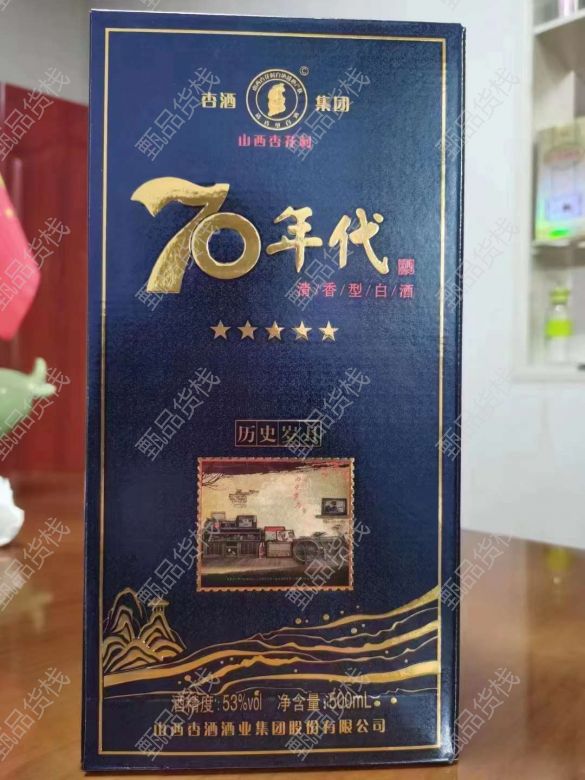 杏酒 集团
©
山西杏花村
70年代
清/香/型/白/酒
历史岁月
酒精度:53%vol 净含量:500mL
山西杏酒酒业集团股份有限公司
甄品货栈